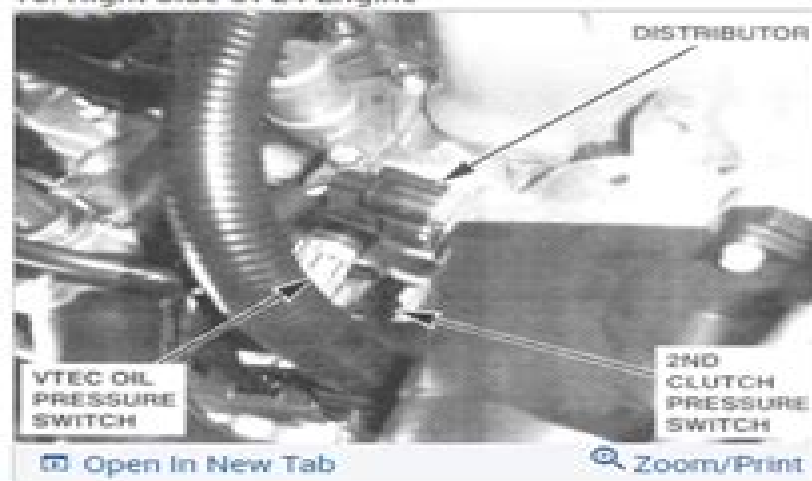 DISTRIBUTOR
VTEC OIL
PRESSURE
SWITCH
2ND
CLUTCH
PRESSURE
SWITCH
Open In New Tab
Zoom/Print